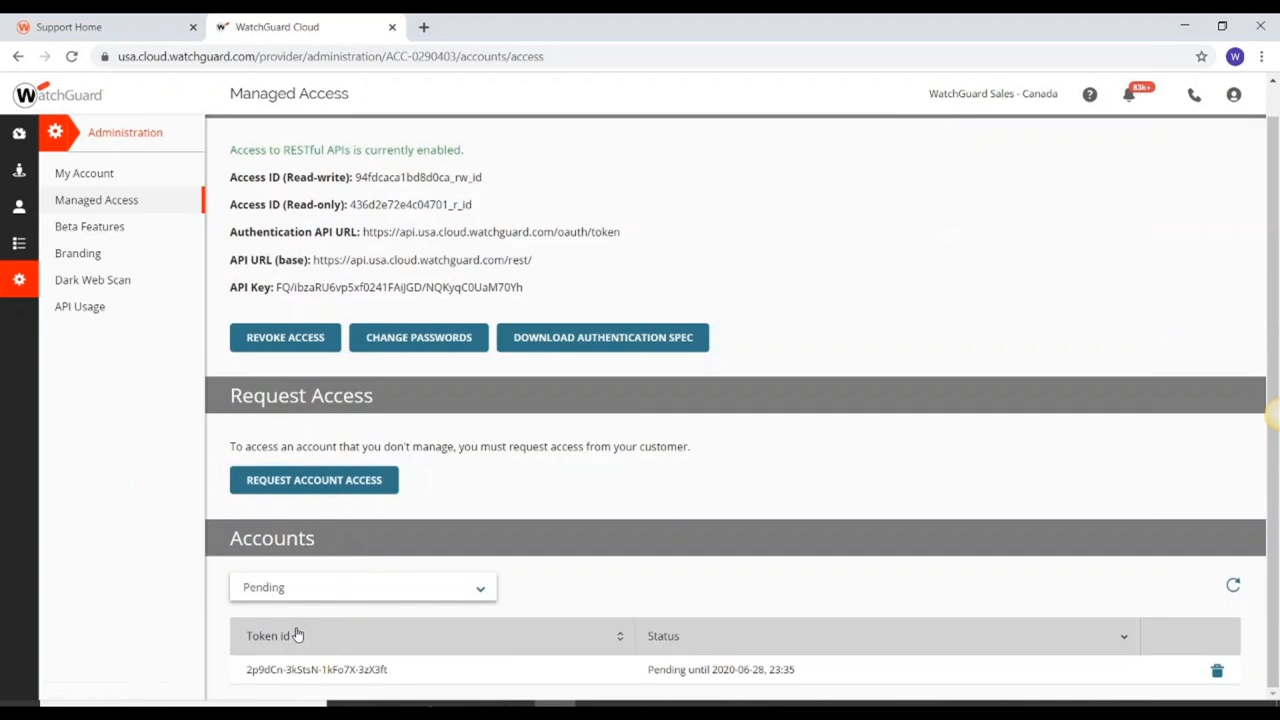 Support Home
WatchGuard Cloud
usa.cloud.watchguard.com/provider/administration/ACC-0290403/accounts/access
W
WatchGuard
Managed Access
WatchGuard Sales - Canada
83k+
Administration
My Account
Managed Access
Beta Features
Branding
Dark Web Scan
API Usage
Access to RESTful APIs is currently enabled.
Access ID (Read-write): 94fdcaca1bd8d0ca_rw_id
Access ID (Read-only): 436d2e72e4c04701_r_id
Authentication API URL: https://api.usa.cloud.watchguard.com/oauth/token
API URL (base): https://api.usa.cloud.watchguard.com/rest/
API Key: FQ/ibzaRU6vp5xf0241FAiJGD/NQKyqC0UaM70Yh
REVOKE ACCESS
CHANGE PASSWORDS
DOWNLOAD AUTHENTICATION SPEC
Request Access
To access an account that you don't manage, you must request access from your customer.
REQUEST ACCOUNT ACCESS
Accounts
Pending
Token id
Status
2p9dCn-3kStsN-1kFo7X-3zX3ft
Pending until 2020-06-28, 23:35